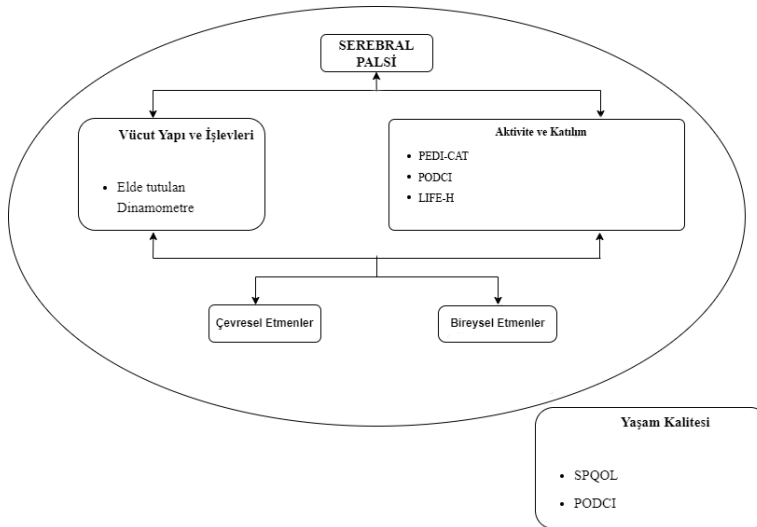 SEREBRAL
PALSİ
Vücut Yapı ve İşlevleri
• Elde tutulan
Dinamometre
Aktivite ve Katılım
• PEDI-CAT
• PODCI
• LIFE-H
Çevresel Etmenler
Bireysel Etmenler
Yaşam Kalitesi
• SPQOL
• PODCI